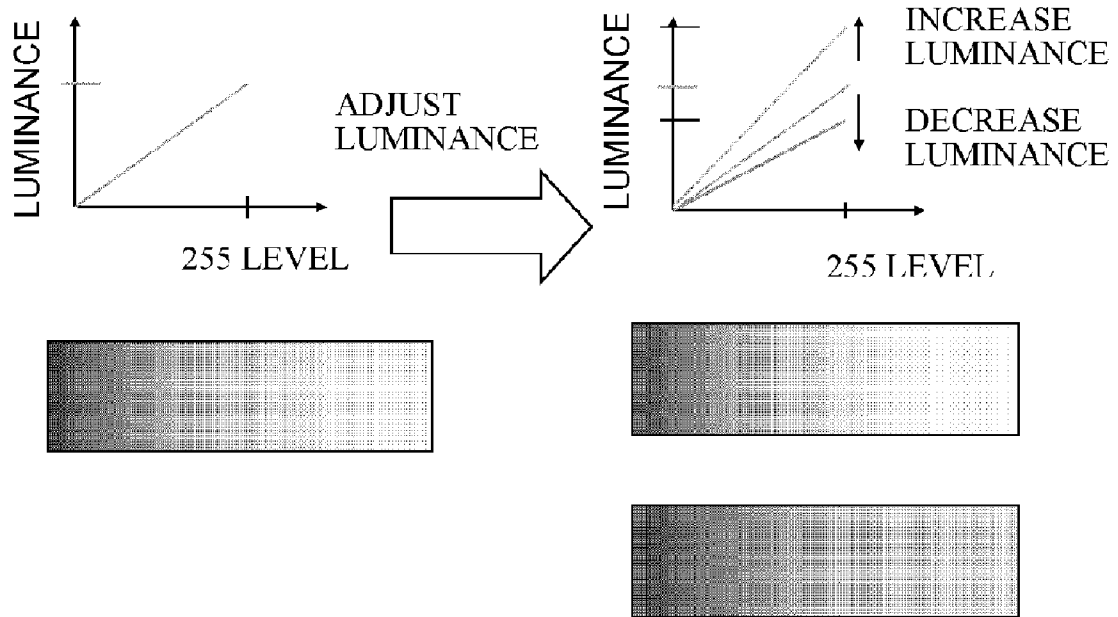 LUMINANCE
255 LEVEL
ADJUST
LUMINANCE
LUMINANCE
255 LEVEL
INCREASE
LUMINANCE
DECREASE
LUMINANCE